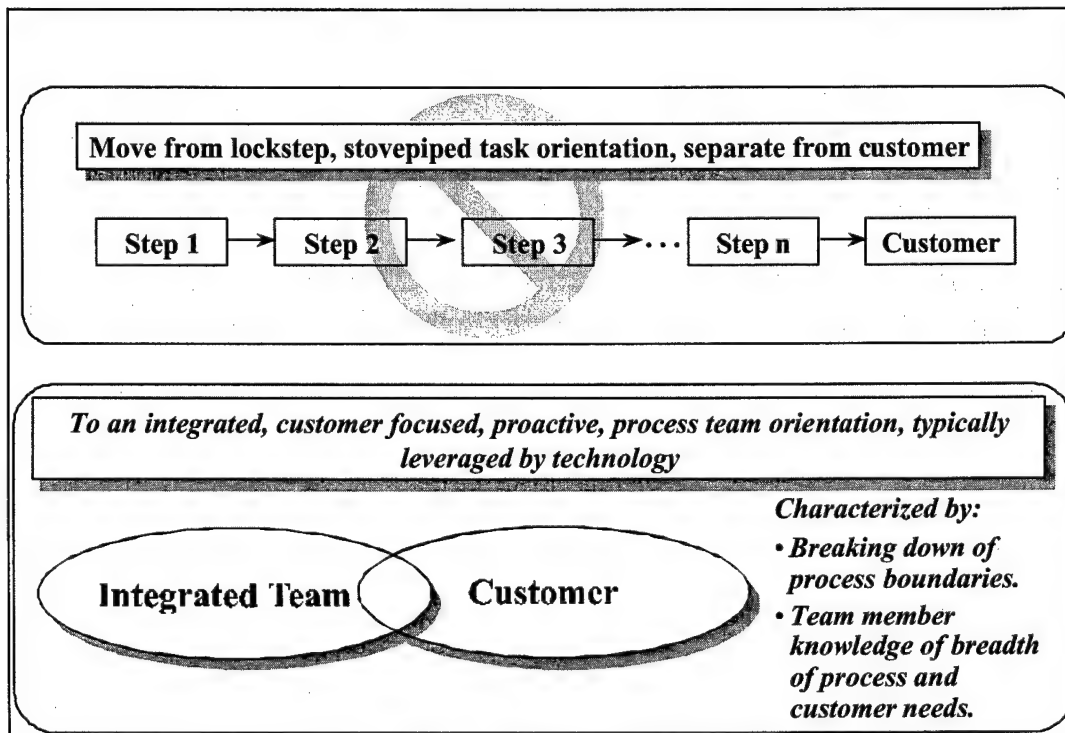 Move from lockstep, stovepiped task orientation, separate from customer
Step 1
Step 2
Step 3
...
Step n
Customer
To an integrated, customer focused, proactive, process team orientation, typically
leveraged by technology
Integrated Team
Customer
Characterized by:
• Breaking down of
process boundaries.
• Team member
knowledge of breadth
of process and
customer needs.